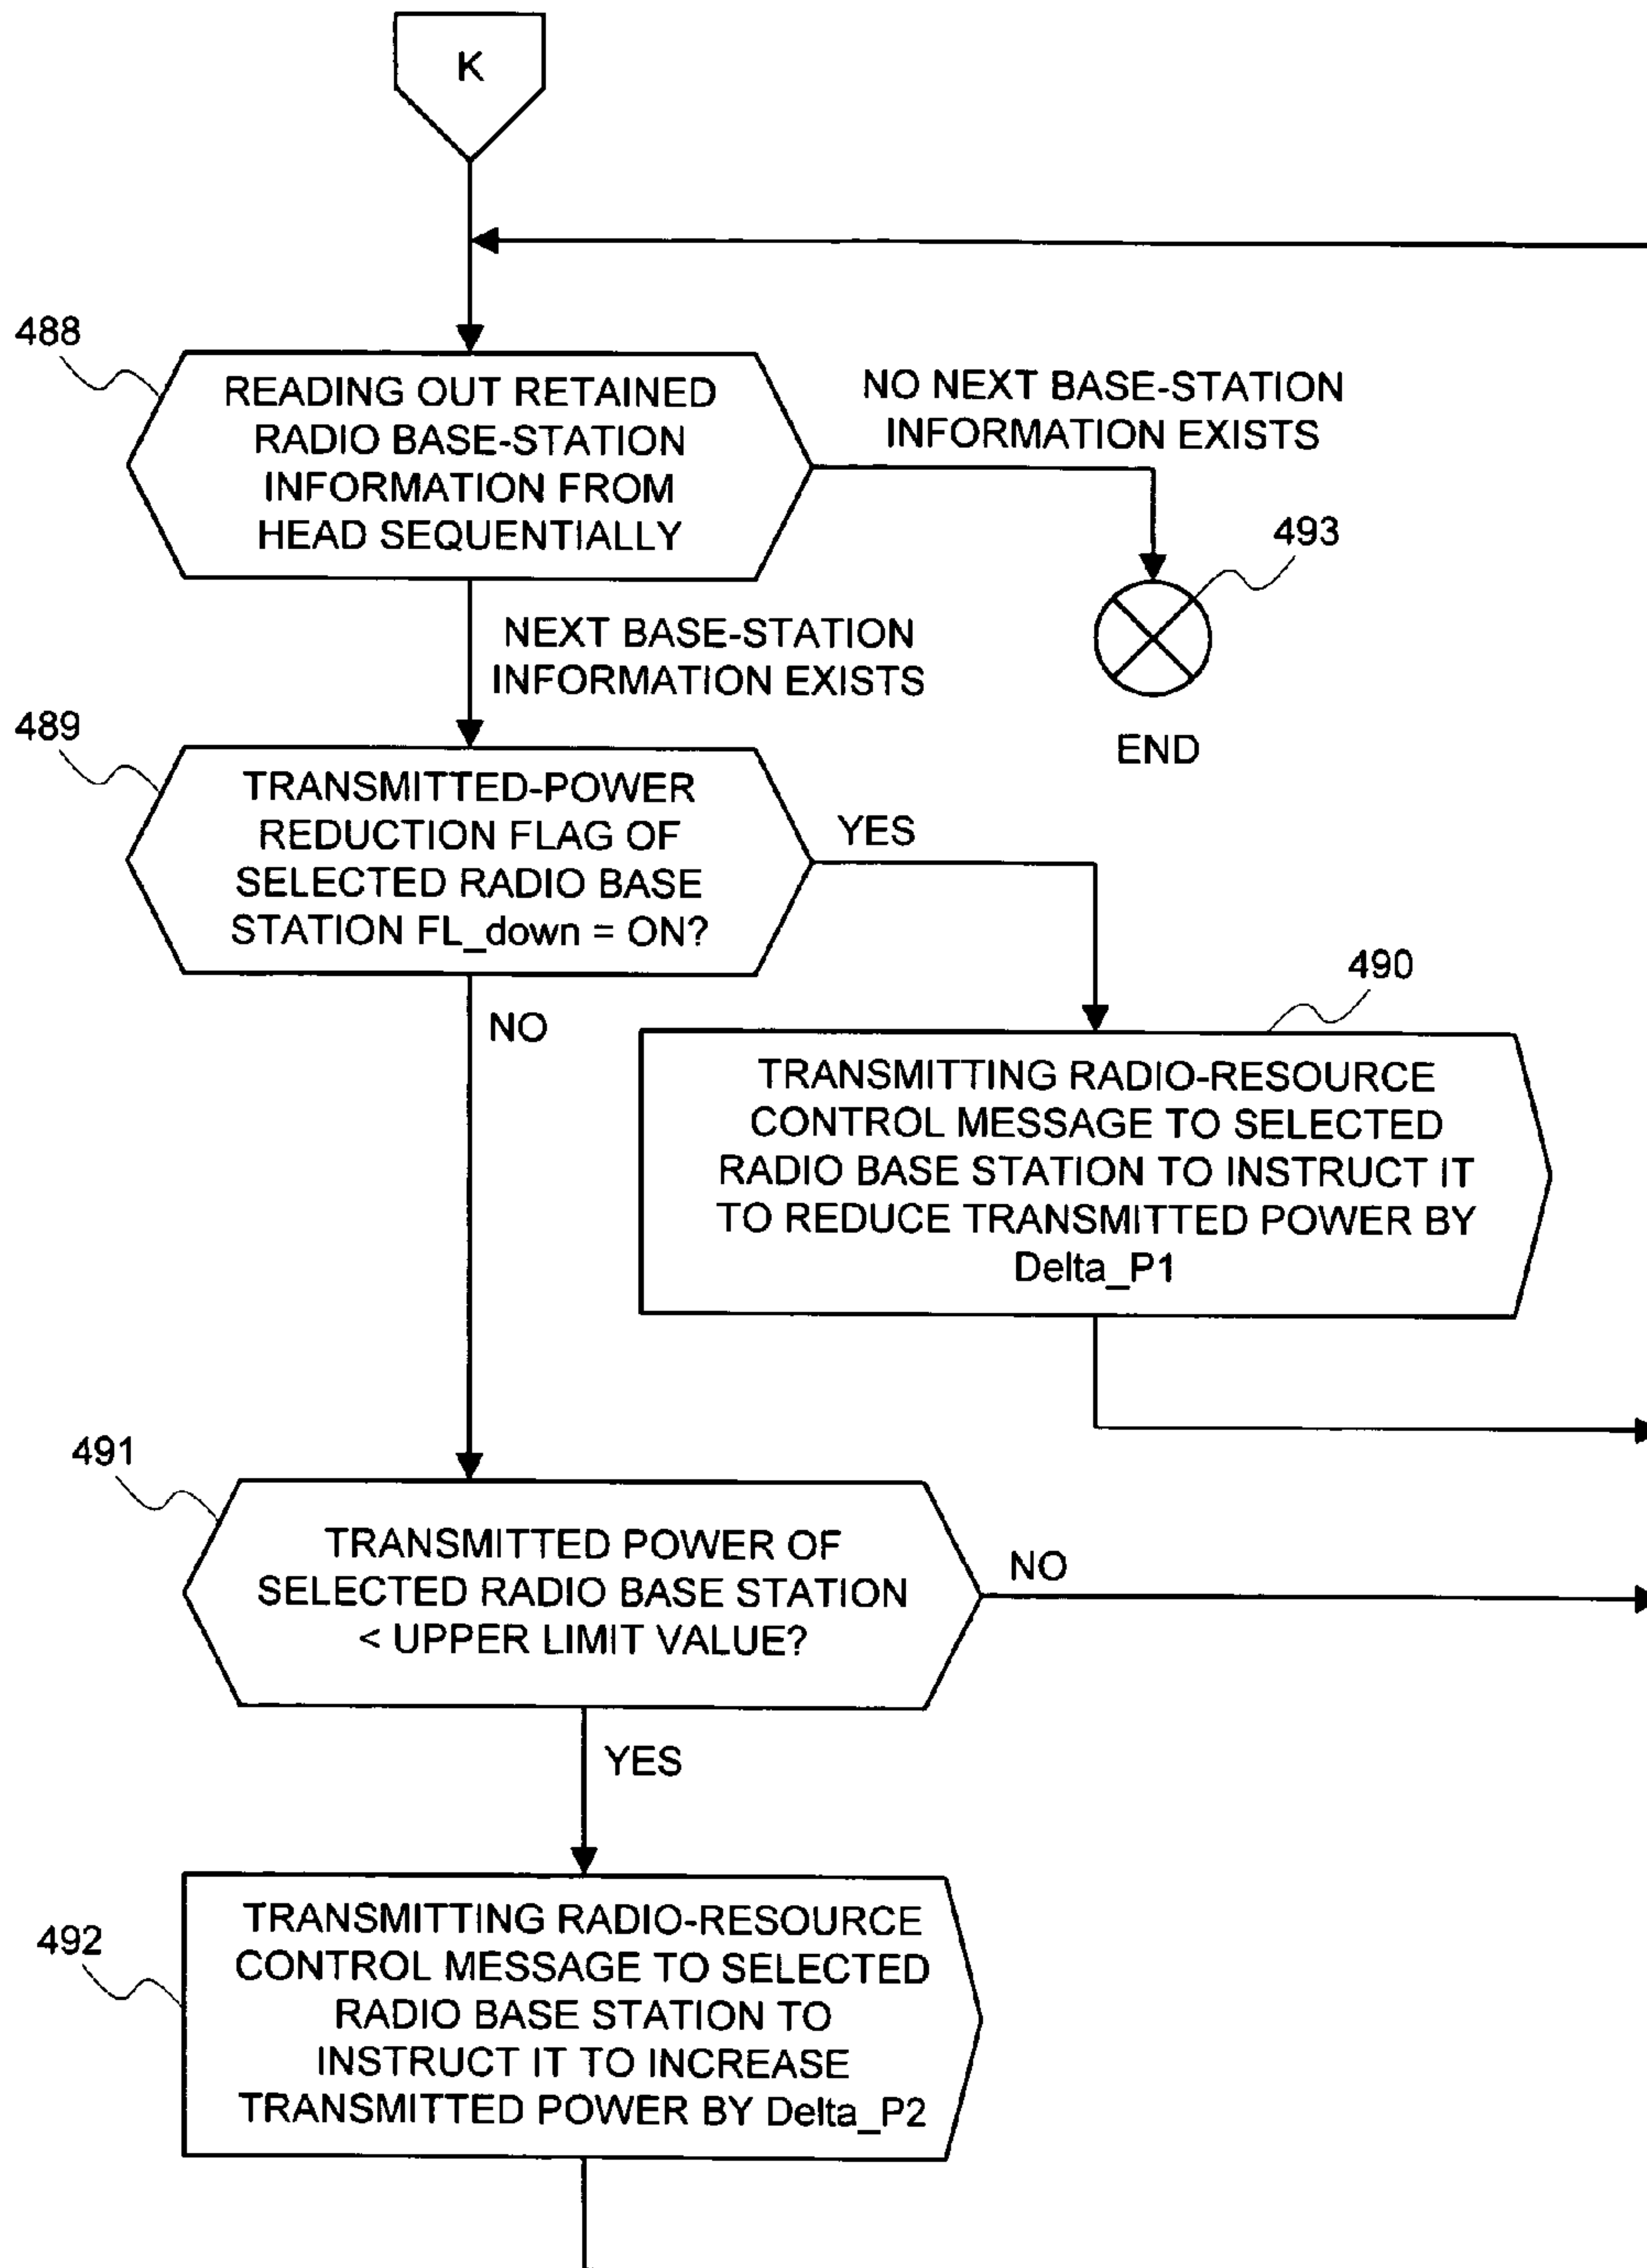 K
488
READING OUT RETAINED
RADIO BASE-STATION
INFORMATION FROM
HEAD SEQUENTIALLY
NO NEXT BASE-STATION
INFORMATION EXISTS
493
END
NEXT BASE-STATION
INFORMATION EXISTS
489
TRANSMITTED-POWER
REDUCTION FLAG OF
SELECTED RADIO BASE
STATION FL_down = ON?
YES
NO
490
TRANSMITTING RADIO-RESOURCE
CONTROL MESSAGE TO SELECTED
RADIO BASE STATION TO INSTRUCT IT
TO REDUCE TRANSMITTED POWER BY
Delta_P1
491
TRANSMITTED POWER OF
SELECTED RADIO BASE STATION
< UPPER LIMIT VALUE?
NO
YES
492
TRANSMITTING RADIO-RESOURCE
CONTROL MESSAGE TO SELECTED
RADIO BASE STATION TO
INSTRUCT IT TO INCREASE
TRANSMITTED POWER BY Delta_P2